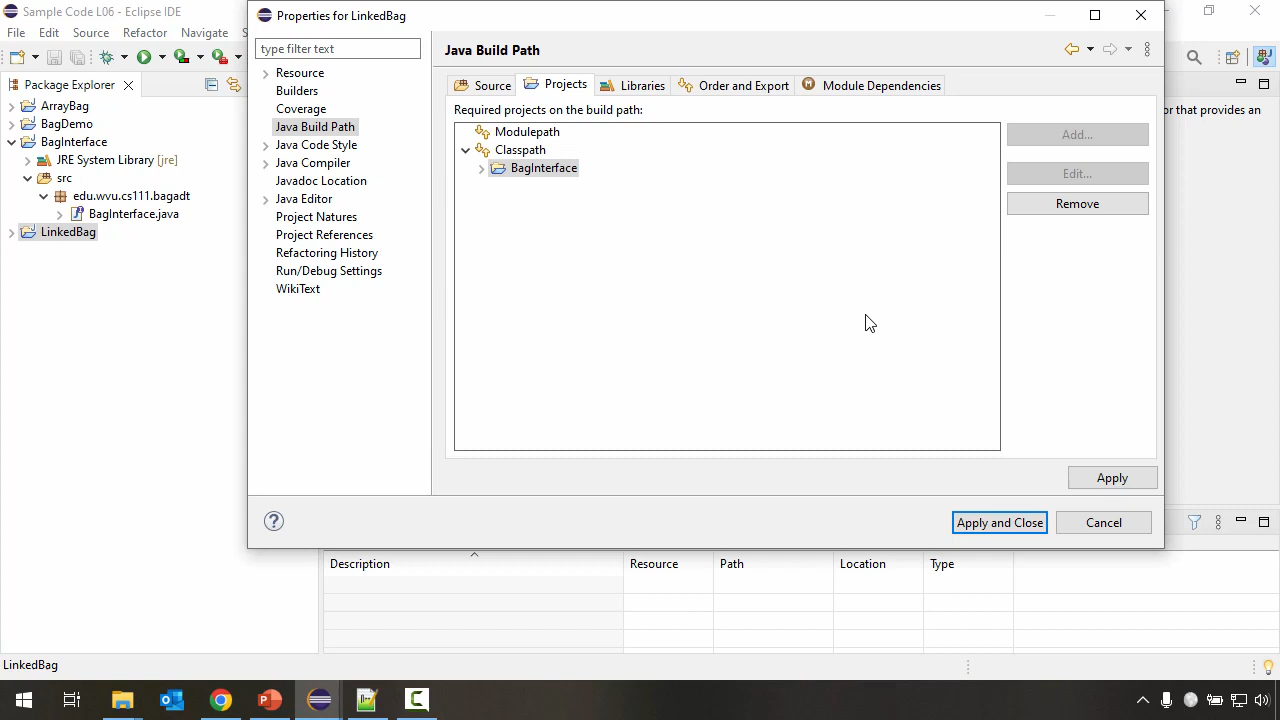 Sample Code L06 - Eclipse IDE
File Edit Source Refactor Navigate S
Package Explorer
ArrayBag
BagDemo
BagInterface
JRE System Library [jre]
src
edu.wvu.cs111.bagadt
BagInterface.java
LinkedBag
Properties for LinkedBag
type filter text
Resource
Builders
Coverage
Java Build Path
Java Code Style
Java Compiler
Javadoc Location
Java Editor
Project Natures
Project References
Refactoring History
Run/Debug Settings
WikiText
Java Build Path
Source Projects Libraries Order and Export Module Dependencies
Required projects on the build path:
Modulepath
Classpath
BagInterface
Add...
Edit...
Remove
Apply
Apply and Close Cancel
or that provides an
Description Resource Path Location Type
LinkedBag